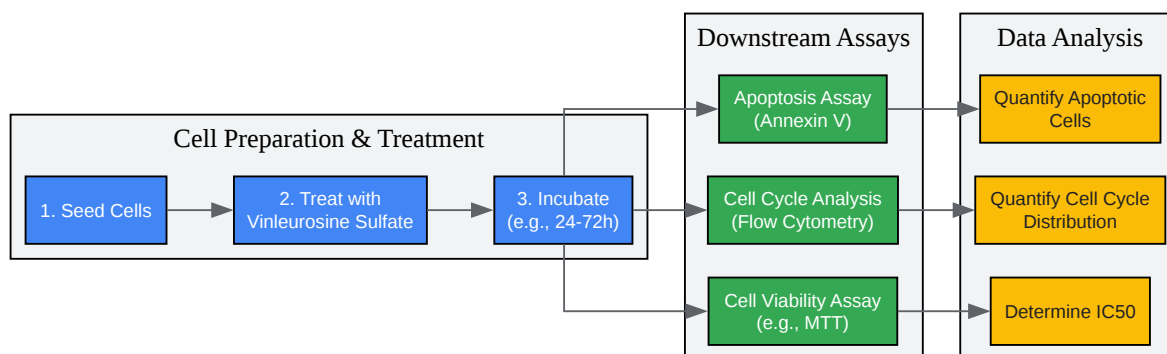 Cell Preparation & Treatment
1. Seed Cells
2. Treat with
Vinleurosine Sulfate
3. Incubate
(e.g., 24-72h)
Downstream Assays
Apoptosis Assay
(Annexin V)
Cell Cycle Analysis
(Flow Cytometry)
Cell Viability Assay
(e.g., MTT)
Data Analysis
Quantify Apoptotic
Cells
Quantify Cell Cycle
Distribution
Determine IC50